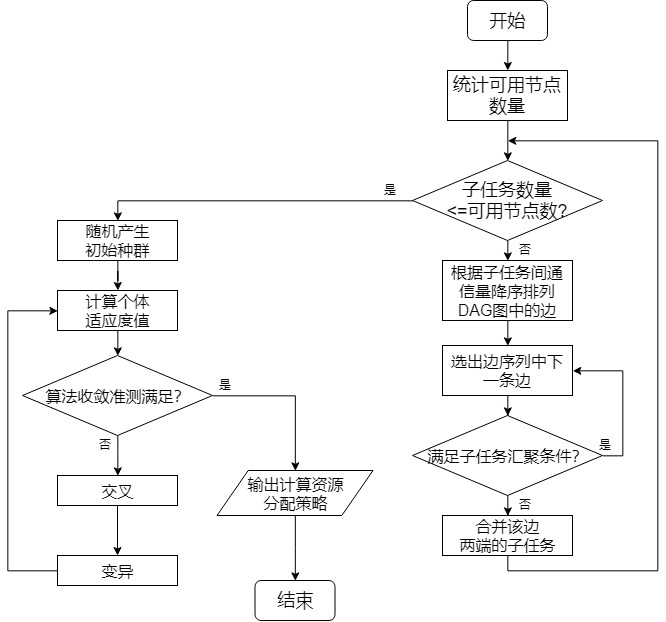 开始
统计可用节点
数量
子任务数量
<=可用节点数?
是
否
随机产生
初始种群
根据子任务间通
信量降序排列
DAG图中的边
计算个体
适应度值
选出边序列中下
一条边
算法收敛准测满足?
是
否
满足子任务汇聚条件?
是
否
交叉
输出计算资源
分配策略
合并该边
两端的子任务
变异
结束